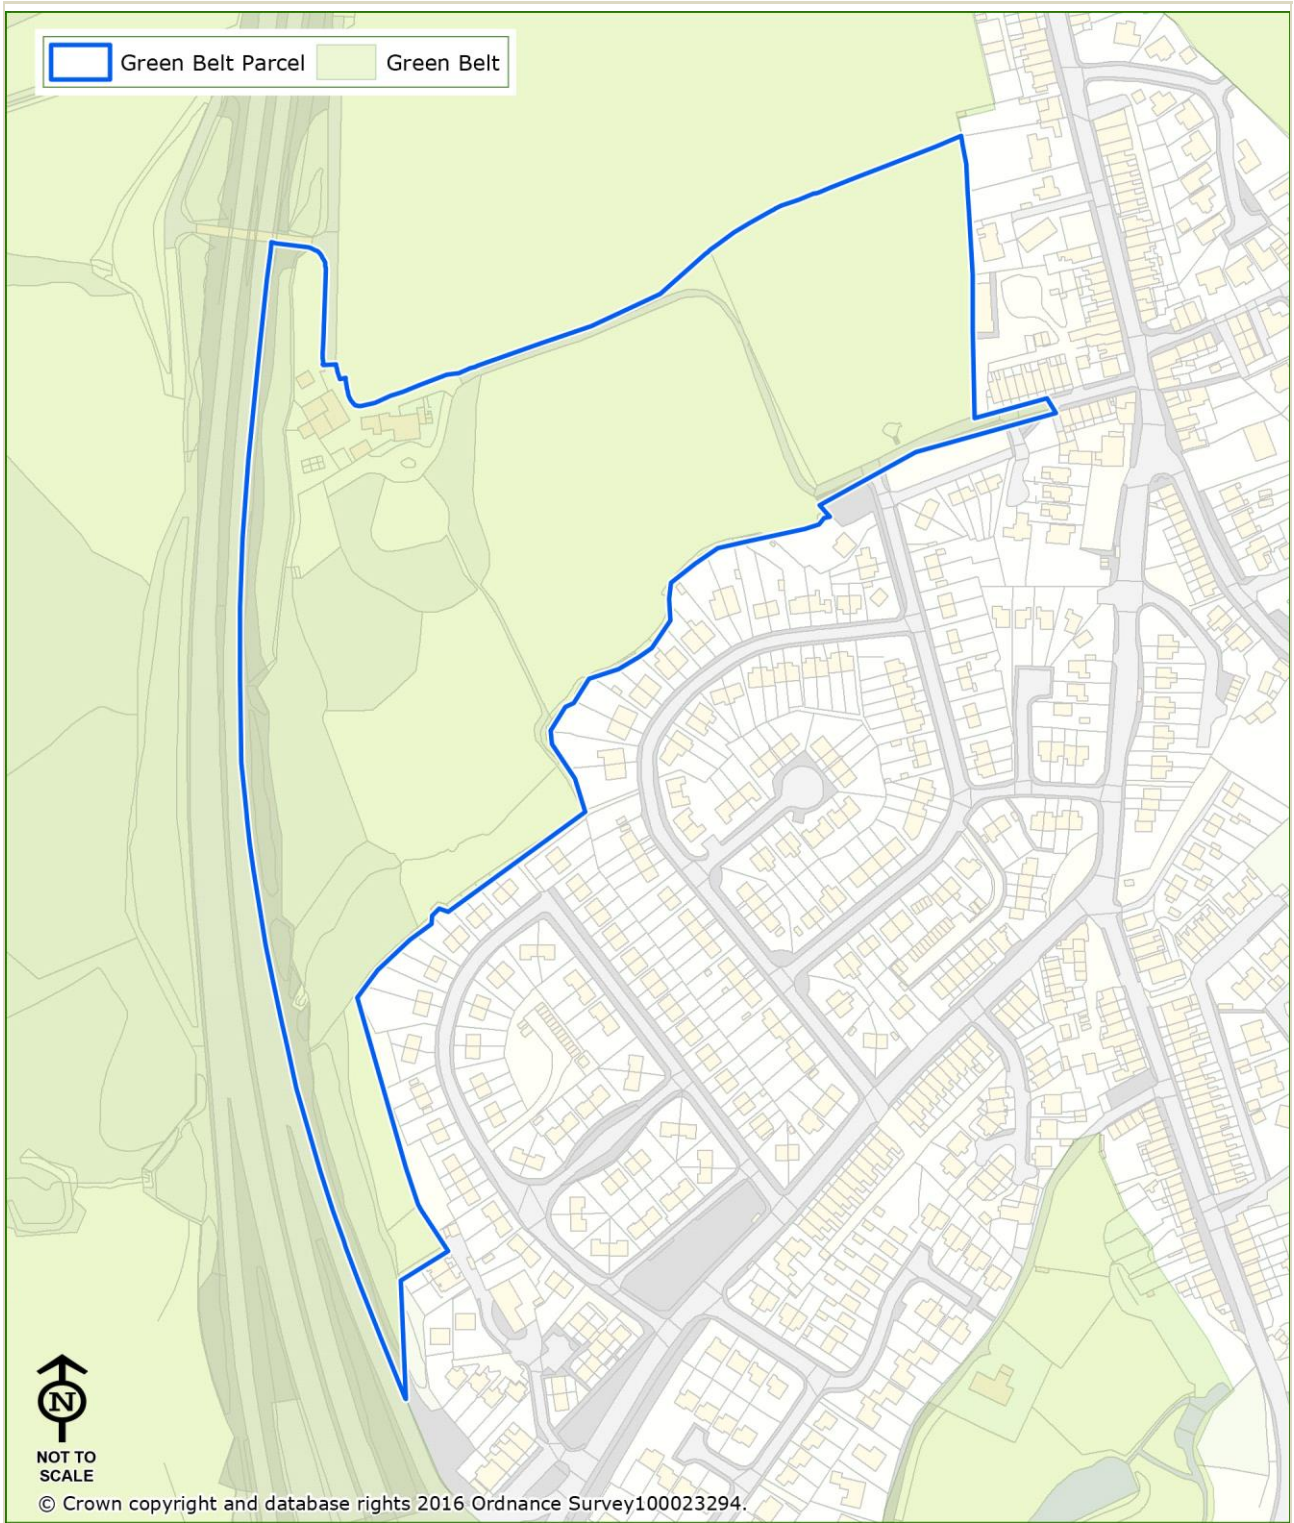 Green Belt Parcel Green Belt
N
NOT TO
SCALE
© Crown copyright and database rights 2016 Ordnance Survey100023294.